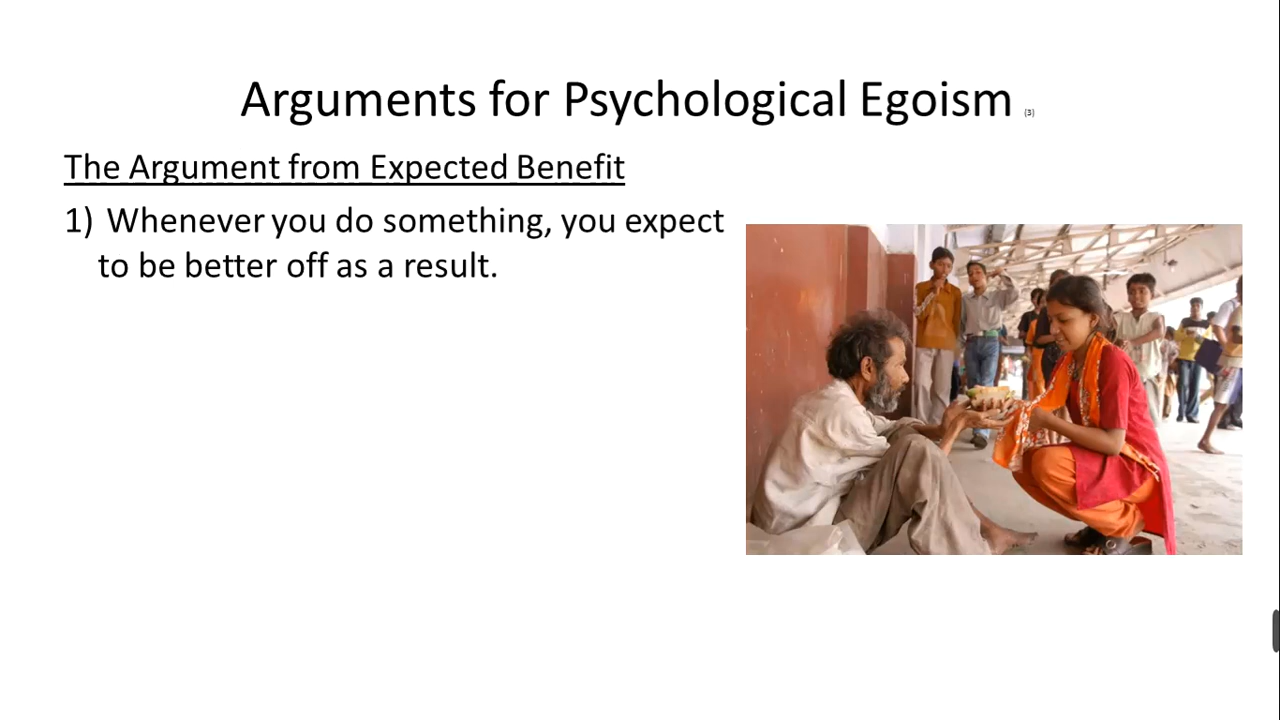 Arguments for Psychological Egoism (3)
The Argument from Expected Benefit
1) Whenever you do something, you expect
to be better off as a result.